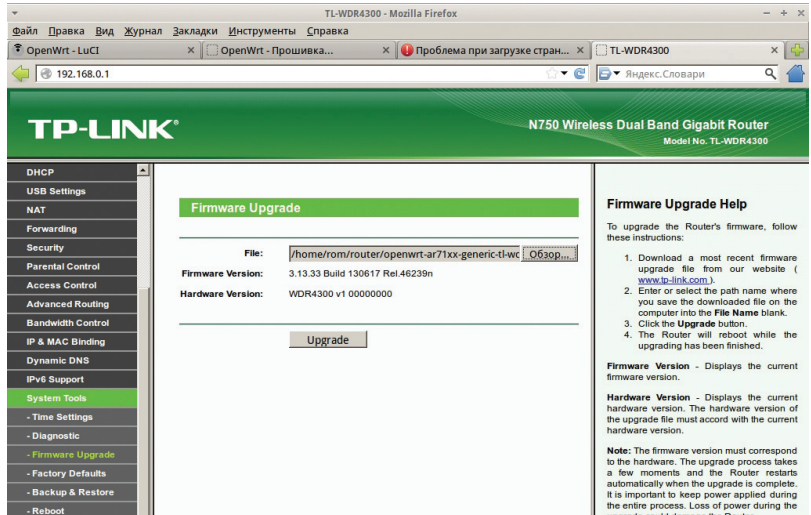 TL-WDR4300 - Mozilla Firefox
Файл Правка Вид Журнал Закладки Инструменты Справка
OpenWrt - LuCI
OpenWrt - Прошивка...
Проблема при загрузке стран...
TL-WDR4300
192.168.0.1
Яндекс.Словари
TP-LINK®
N750 Wireless Dual Band Gigabit Router
Model No. TL-WDR4300
DHCP
USB Settings
NAT
Forwarding
Security
Parental Control
Access Control
Advanced Routing
Bandwidth Control
IP & MAC Binding
Dynamic DNS
IPv6 Support
System Tools
- Time Settings
- Diagnostic
- Firmware Upgrade
- Factory Defaults
- Backup & Restore
- Reboot
Firmware Upgrade
File:
/home/rom/router/openwrt-ar71xx-generic-tl-wd
Обзор...
Firmware Version:
3.13.33 Build 130617 Rel.46239n
Hardware Version:
WDR4300 v1 00000000
Upgrade
Firmware Upgrade Help
To upgrade the Router's firmware, follow
these instructions:
1. Download a most recent firmware
upgrade file from our website (
www.tp-link.com ).
2. Enter or select the path name where
you save the downloaded file on the
computer into the File Name blank.
3. Click the Upgrade button.
4. The Router will reboot while the
upgrading has been finished.
Firmware Version - Displays the current
firmware version.
Hardware Version - Displays the current
hardware version. The hardware version of
the upgrade file must accord with the current
hardware version.
Note: The firmware version must correspond
to the hardware. The upgrade process takes
a few moments and the Router restarts
automatically when the upgrade is complete.
It is important to keep power applied during
the entire process. Loss of power during the